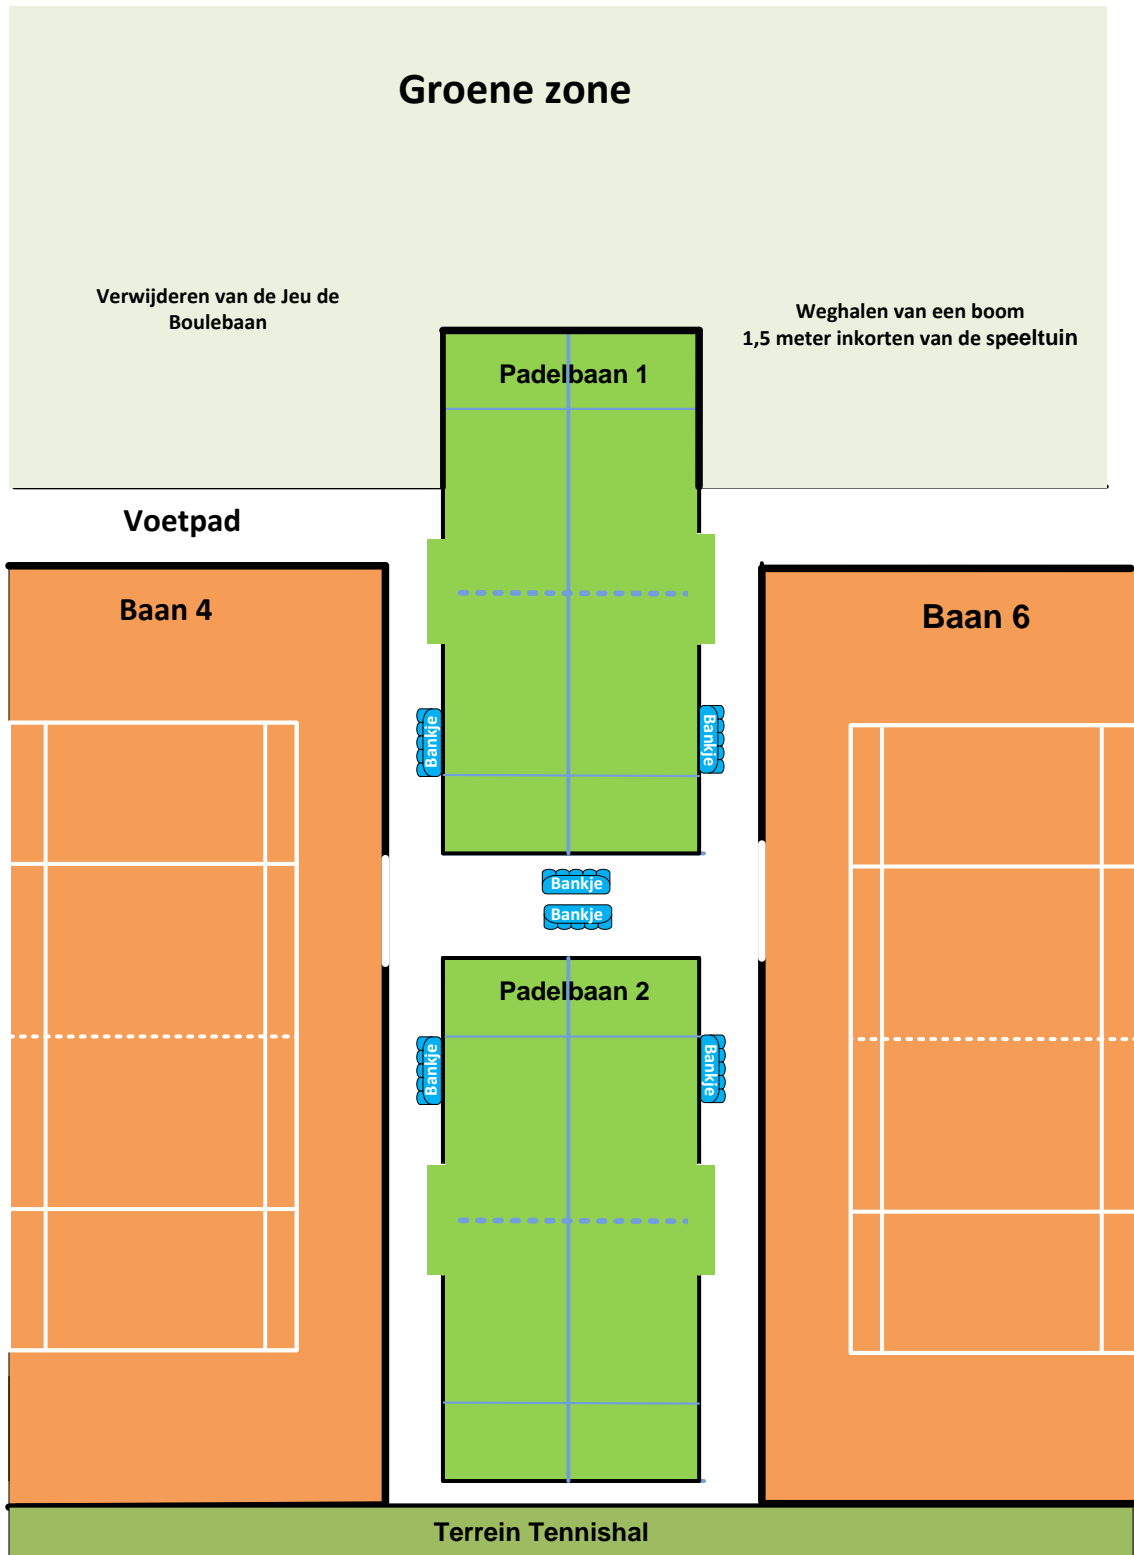 Groene zone
Verwijderen van de Jeu de
Boulebaan
Weghalen van een boom
1,5 meter inkorten van de speeltuin
Padelbaan 1
Voetpad
Baan 4
Baan 6
Bankje
Bankje
Bankje
Bankje
Padelbaan 2
Bankje
Bankje
Terrein Tennishal